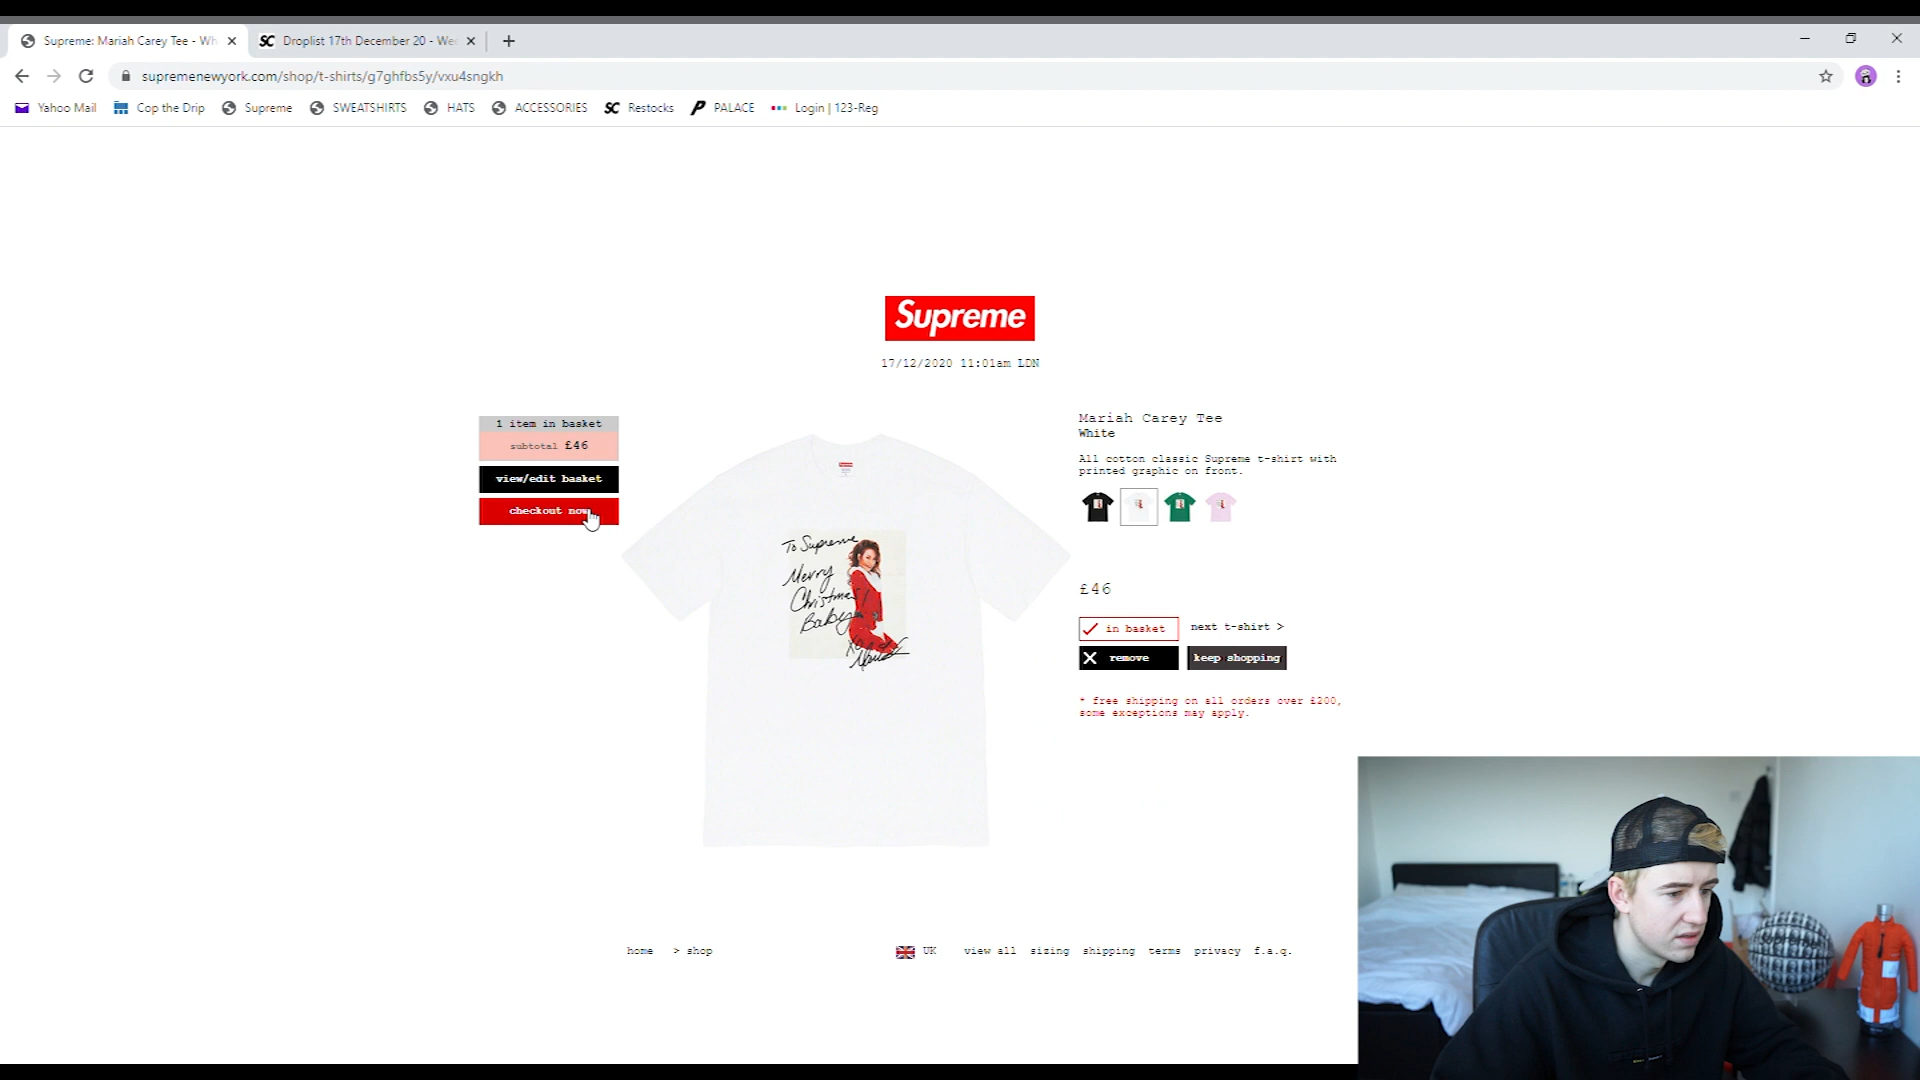 Supreme: Mariah Carey Tee - Wh
SC Droplist 17th December 20 - Wee
supremenewyork.com/shop/t-shirts/g7ghfbs5y/vxu4sngkh
Yahoo Mail Cop the Drip Supreme SWEATSHIRTS HATS ACCESSORIES SC Restocks P PALACE Login | 123-Reg
Supreme
17/12/2020 11:01am LDN
1 item in basket
subtotal £46
view/edit basket
checkout now
To Supreme
Merry
Christmas!
Baby
XO
Mariah Carey Tee
White
All cotton classic Supreme t-shirt with
printed graphic on front.
£46
in basket next t-shirt >
remove keep shopping
* free shipping on all orders over £200,
some exceptions may apply.
home > shop
UK view all sizing shipping terms privacy f.a.q.